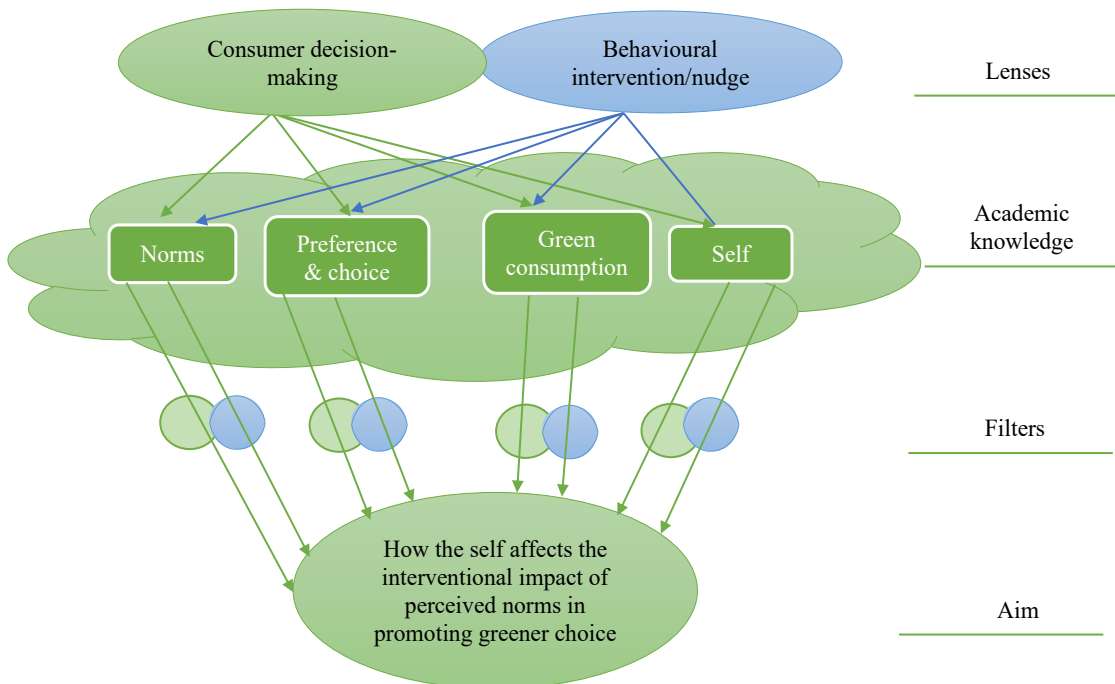 Consumer decision-
making
Behavioural
intervention/nudge
Lenses
Norms
Preference
& choice
Green
consumption
Self
Academic
knowledge
Filters
How the self affects the
interventional impact of
perceived norms in
promoting greener choice
Aim